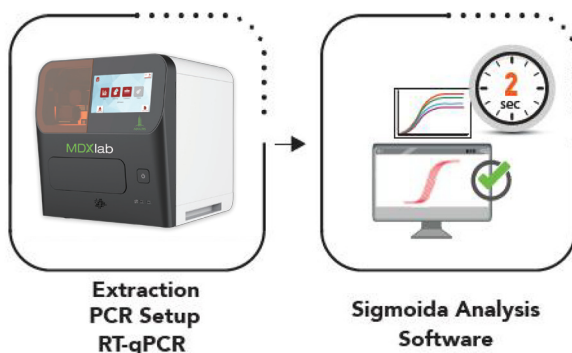 MDXlab
2
sec
Extraction
PCR Setup
RT-qPCR
Sigmoida Analysis
Software